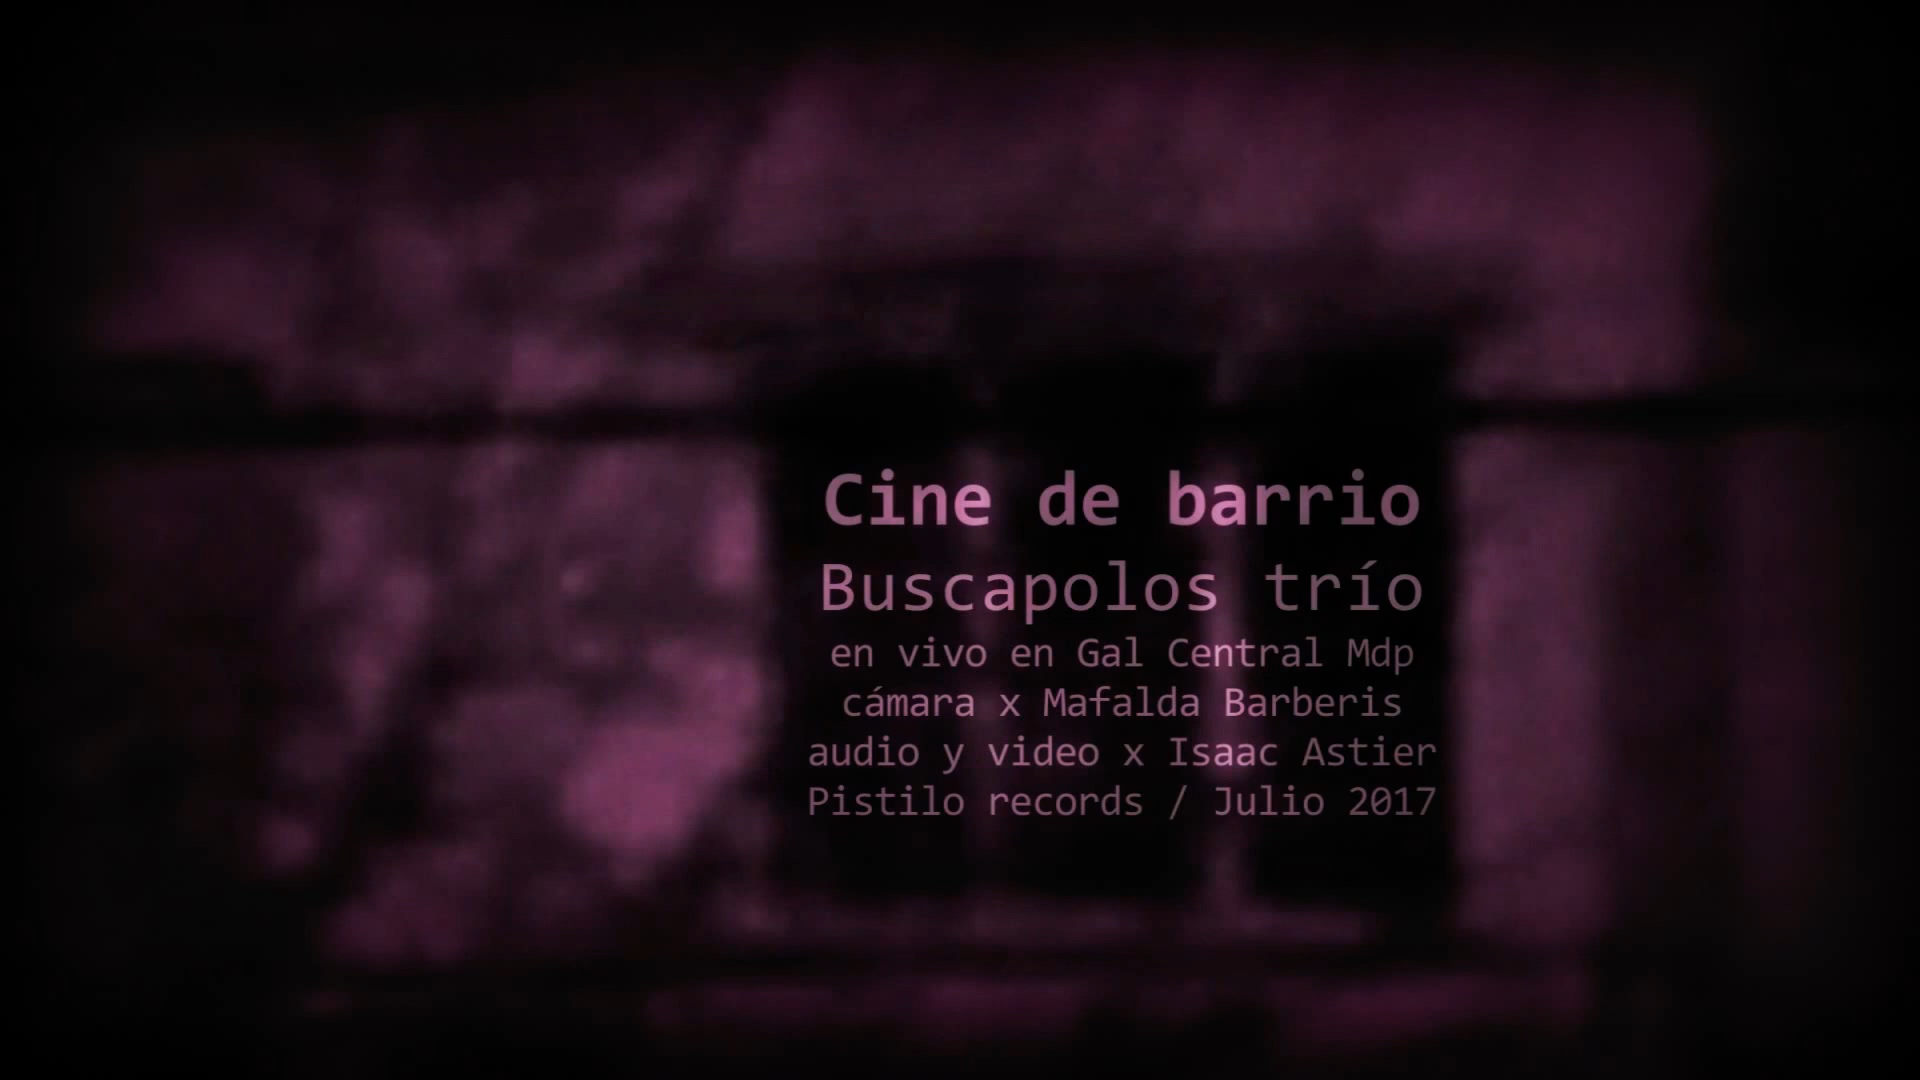 Cine de barrio
Buscapolos trío
en vivo en Gal Central Mdp
cámara x Mafalda Barberis
audio y video x Isaac Astier
Pistilo records / Julio 2017